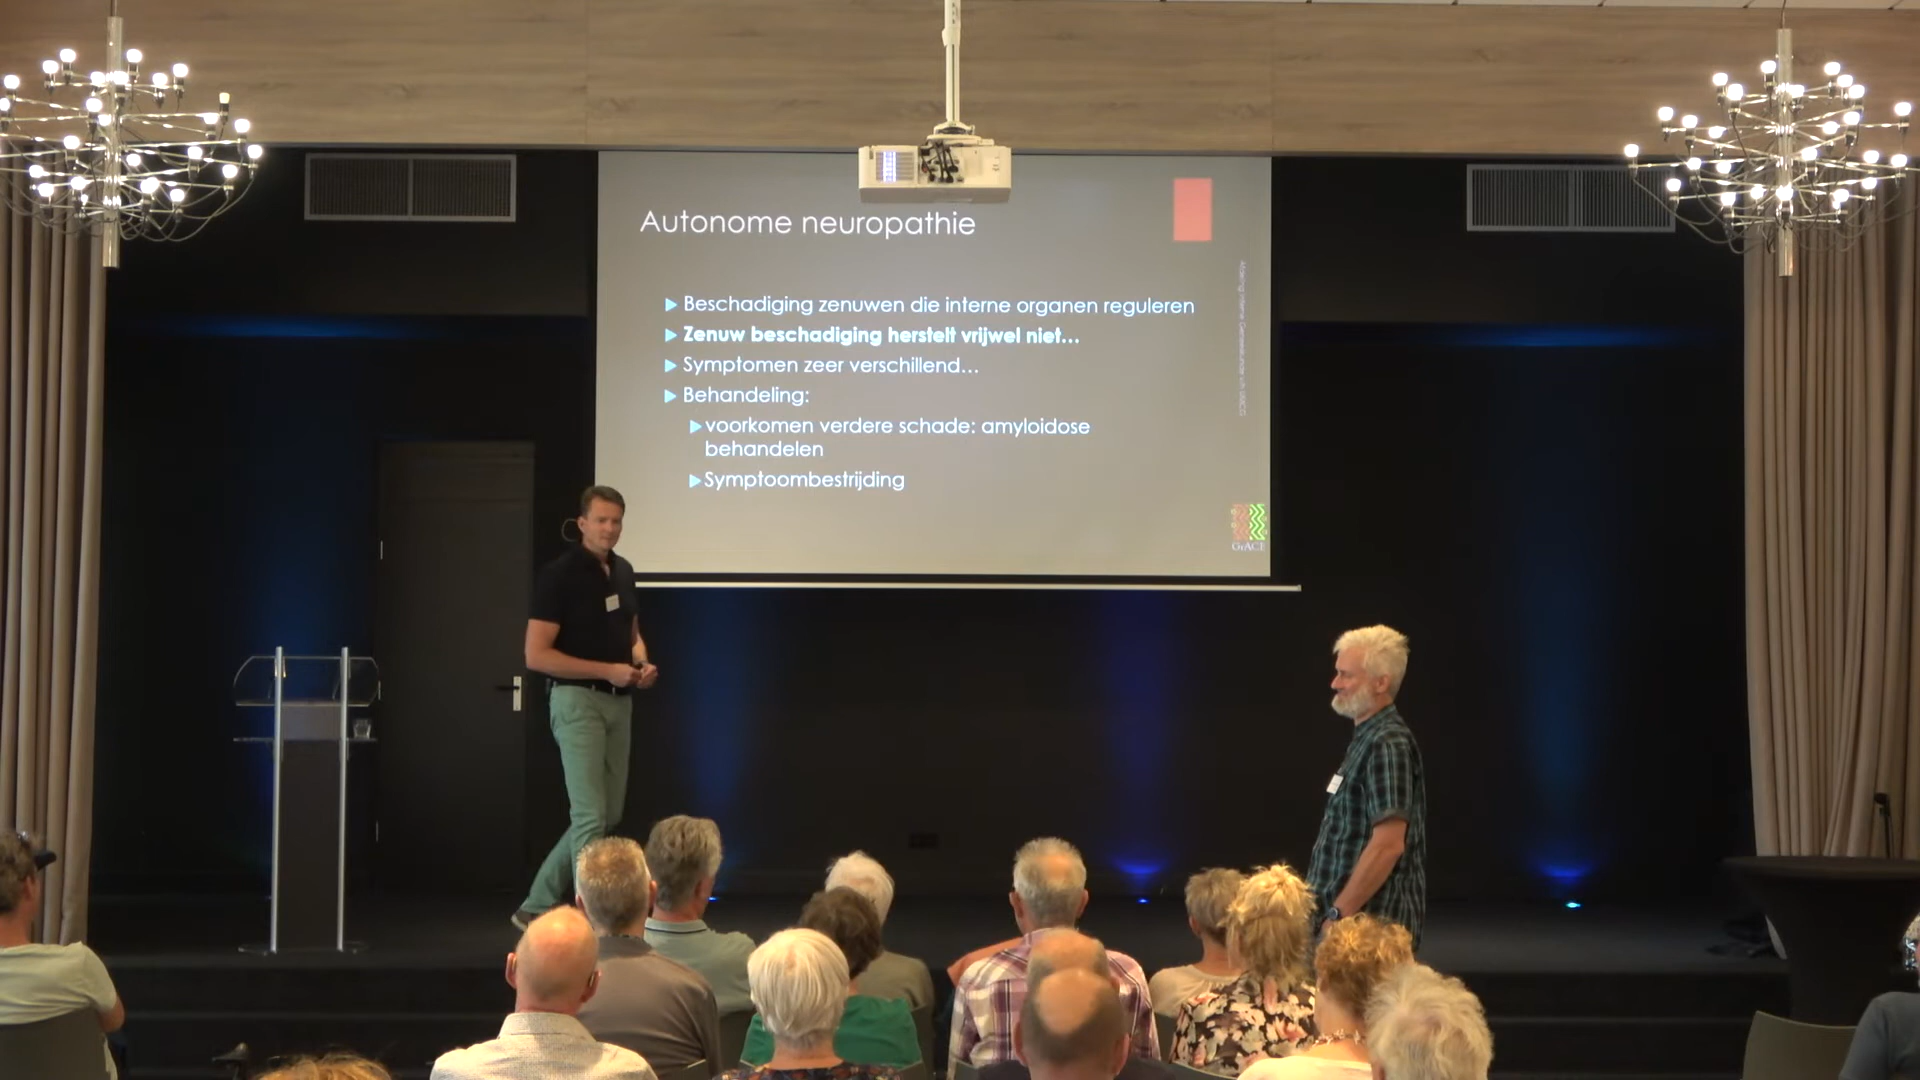 Autonome neuropathie
Beschadiging zenuwen die interne organen reguleren
Zenuw beschadiging herstelt vrijwel niet...
Symptomen zeer verschillend...
Behandeling:
voorkomen verdere schade: amyloidose
behandelen
Symptoombestrijding
GrACE